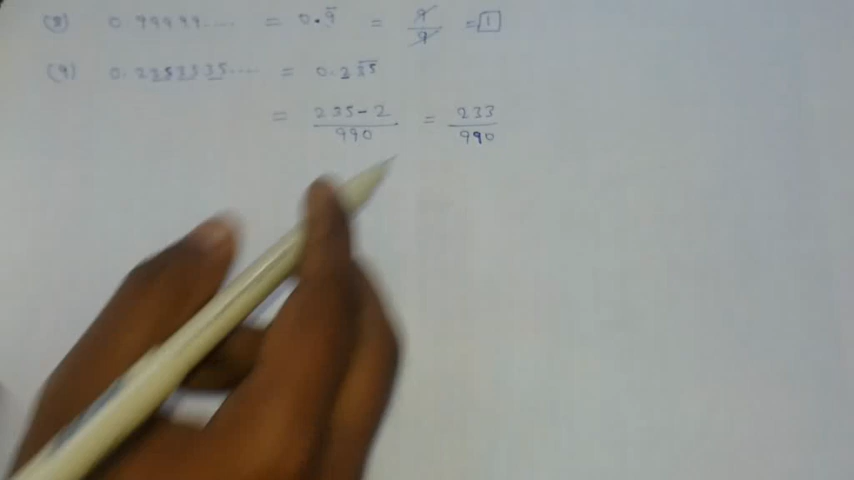 (8) 0.99999.... = 0.9̅ = 9/9 = 1
(9) 0.2353535.... = 0.23̅5̅
= 235-2/990 = 233/990